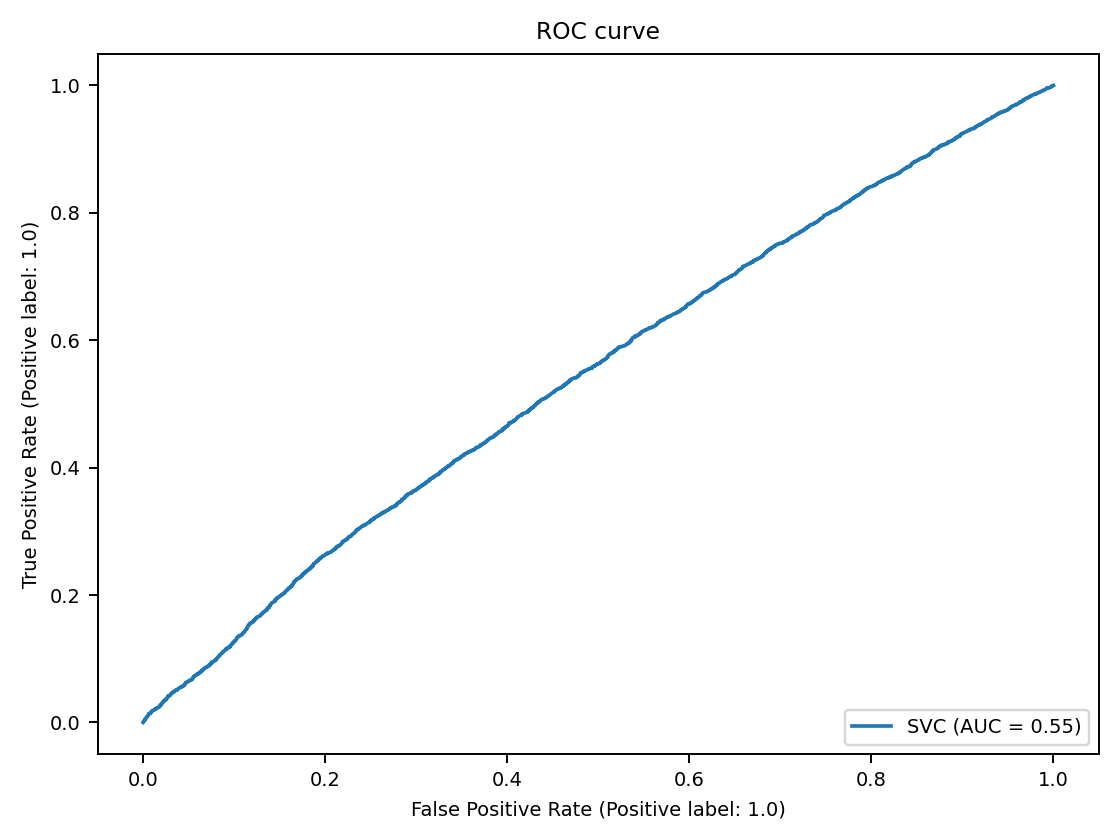 ROC curve
1.0
0.8
0.6
0.4
0.2
0.0
True Positive Rate (Positive label: 1.0)
SVC (AUC = 0.55)
0.0 0.2 0.4 0.6 0.8 1.0
False Positive Rate (Positive label: 1.0)